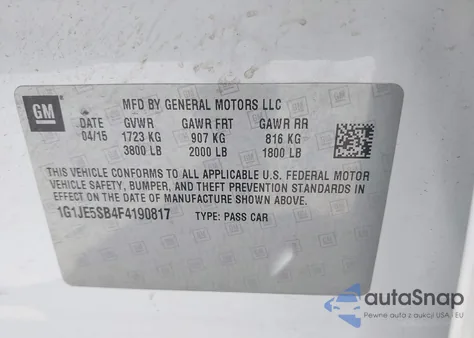 GM
MFD BY GENERAL MOTORS LLC
DATE GVWR GAWR FRT GAWR RR
04/15 1723 KG 907 KG 816 KG
3800 LB 2000 LB 1800 LB
THIS VEHICLE CONFORMS TO ALL APPLICABLE U.S. FEDERAL MOTOR
VEHICLE SAFETY, BUMPER, AND THEFT PREVENTION STANDARDS IN
EFFECT ON THE DATE OF MANUFACTURE SHOWN ABOVE.
1G1JE5SB4F4190817 TYPE: PASS CAR
autoSnap
Pewne auta z aukcji USA i EU